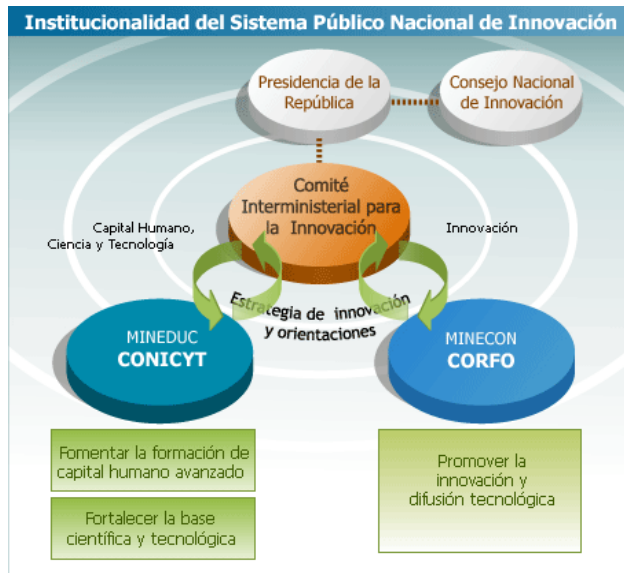 Institucionalidad del Sistema Público Nacional de Innovación
Presidencia de la
República
Consejo Nacional
de Innovación
Comité
Interministerial para
la Innovación
Capital Humano,
Ciencia y Tecnología
Innovación
Estrategia de innovación
y orientaciones
MINEDUC
CONICYT
MINECON
CORFO
Fomentar la formación de
capital humano avanzado
Fortalecer la base
científica y tecnológica
Promover la
innovación y
difusión tecnológica